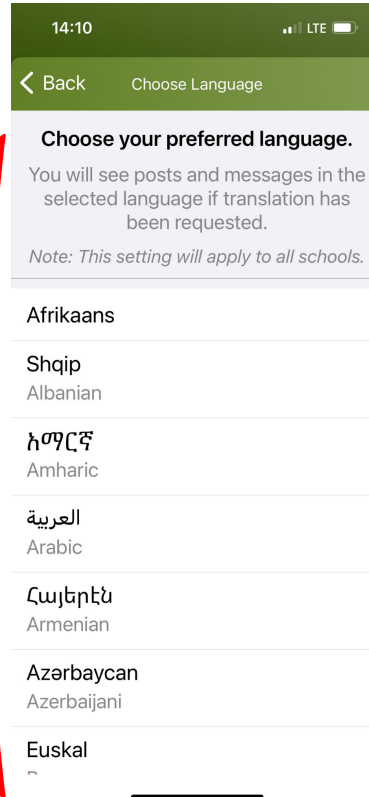 14:10
LTE
Back
Choose Language
Choose your preferred language.
You will see posts and messages in the
selected language if translation has
been requested.
Note: This setting will apply to all schools.
Afrikaans
Shqip
Albanian
አማርኛ
Amharic
العربية
Arabic
Հայերէն
Armenian
Azərbaycan
Azerbaijani
Euskal